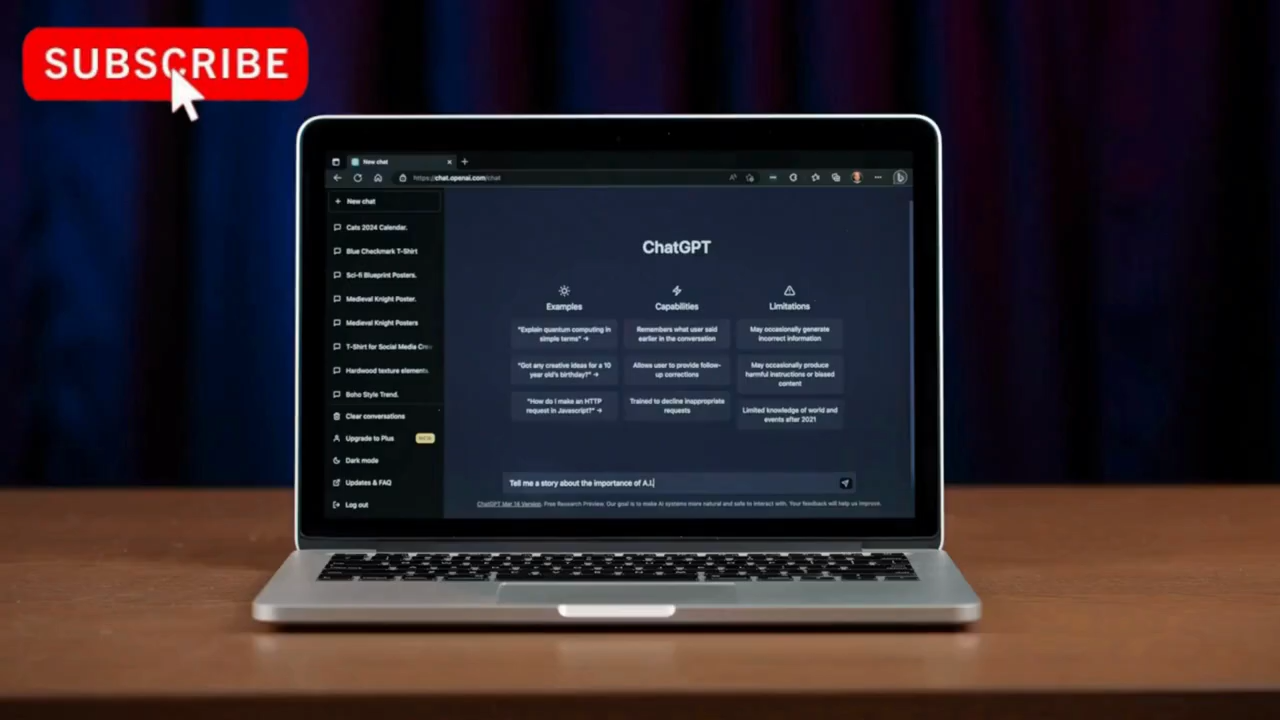 SUBSCRIBE
New chat
https://chat.openai.com/chat
New chat
Cats 2024 Calendar.
Blue Checkmark T-Shirt
Sci-fi Blueprint Posters.
Medieval Knight Poster.
Medieval Knight Posters
T-Shirt for Social Media Cre
Hardwood texture elements.
Boho Style Trend.
Clear conversations
Upgrade to Plus
NEW
Dark mode
Updates & FAQ
Log out
ChatGPT
Examples
"Explain quantum computing in
simple terms" →
"Got any creative ideas for a 10
year old's birthday?" →
"How do I make an HTTP
request in Javascript?" →
Capabilities
Remembers what user said
earlier in the conversation
Allows user to provide follow-
up corrections
Trained to decline inappropriate
requests
Limitations
May occasionally generate
incorrect information
May occasionally produce
harmful instructions or biased
content
Limited knowledge of world and
events after 2021
Tell me a story about the importance of A.I.
ChatGPT Mar 14 Version. Free Research Preview. Our goal is to make AI systems more natural and safe to interact with. Your feedback will help us improve.